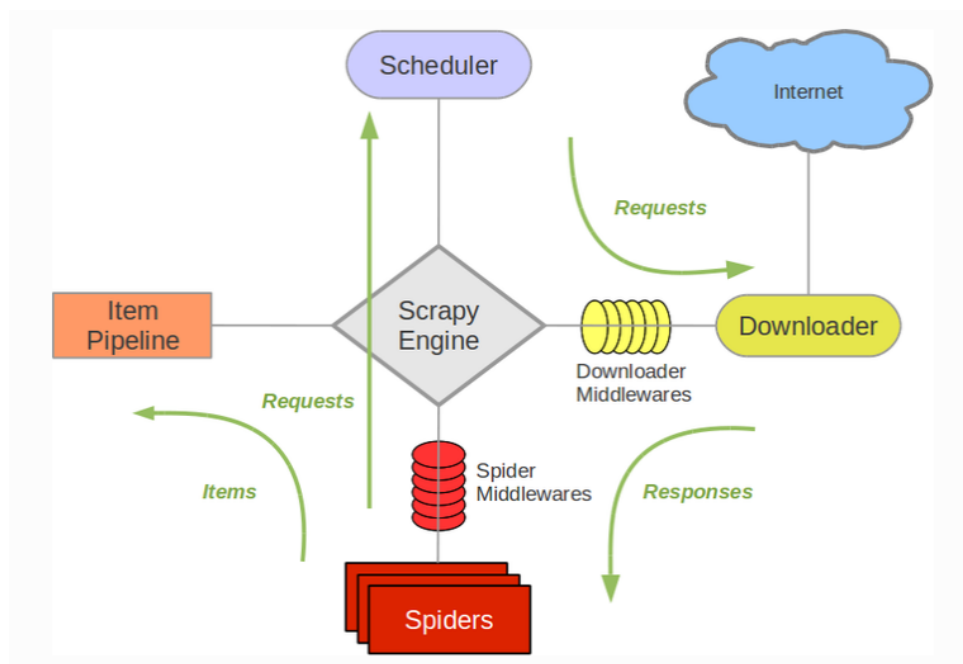 Scheduler
Internet
Requests
Item
Pipeline
Scrapy
Engine
Downloader
Downloader
Middlewares
Requests
Items
Spider
Middlewares
Responses
Spiders